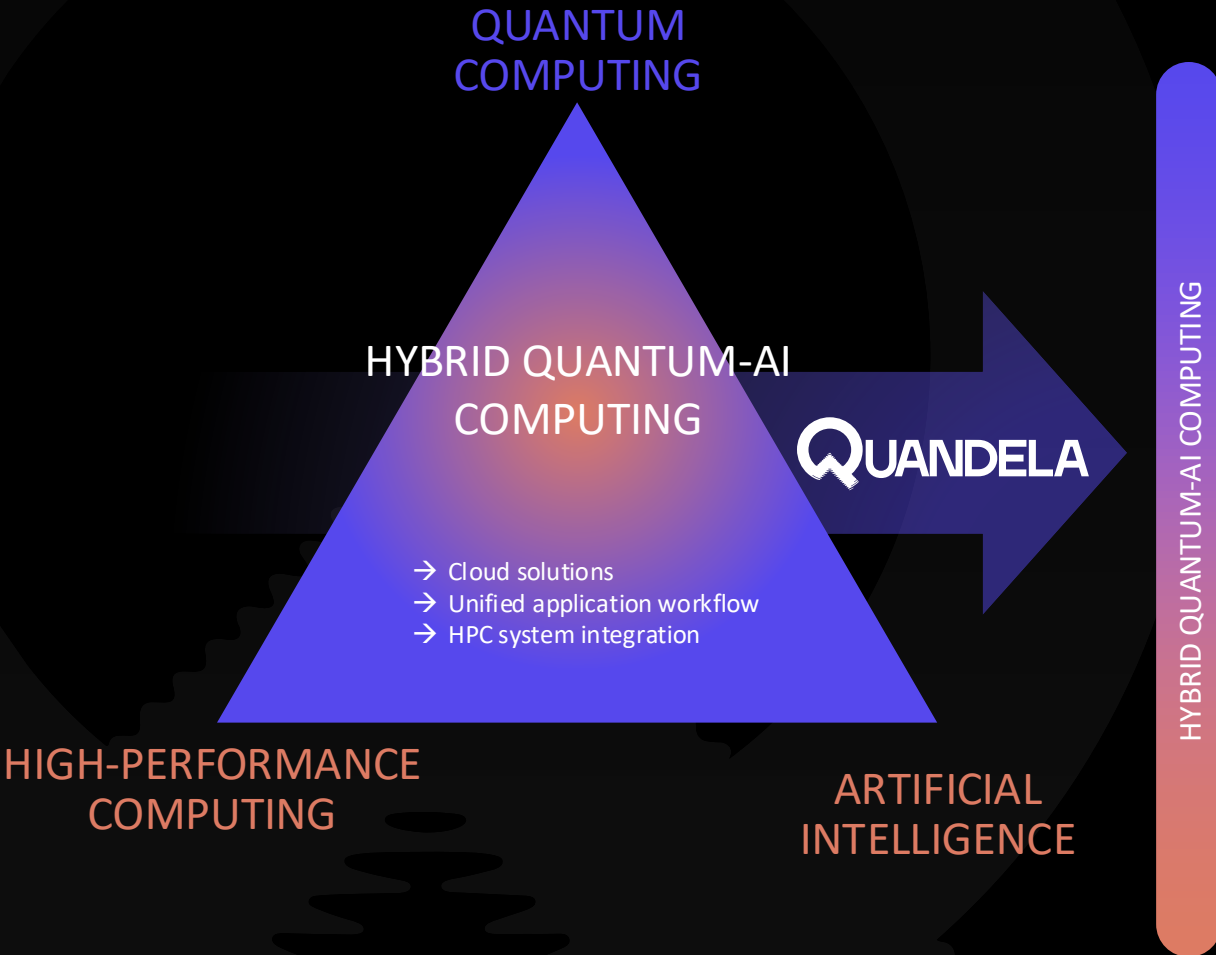 QUANTUM
COMPUTING
HYBRID QUANTUM-AI
COMPUTING
QUANDELA
→ Cloud solutions
→ Unified application workflow
→ HPC system integration
HIGH-PERFORMANCE
COMPUTING
ARTIFICIAL
INTELLIGENCE
HYBRID QUANTUM-AI COMPUTING